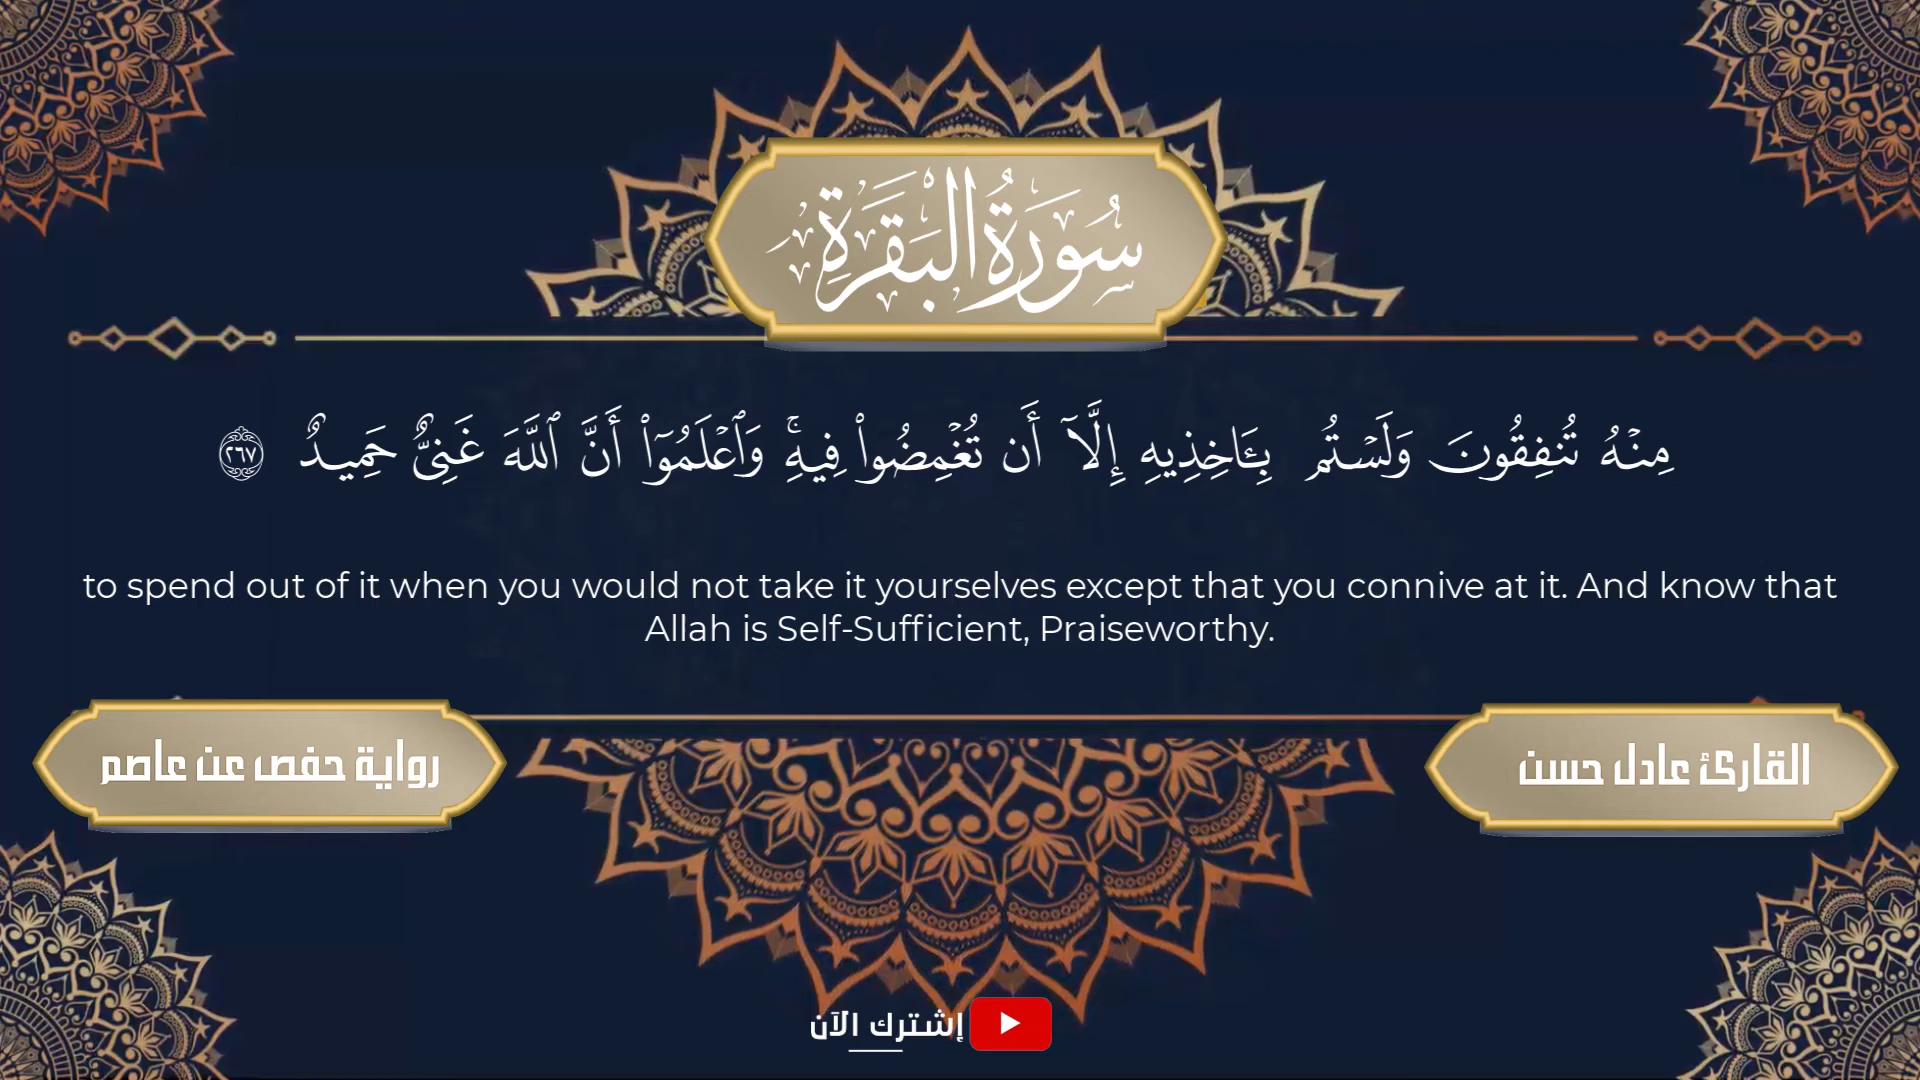 سُورَةُ البَقَرَةِ
مِنۡهُ تُنفِقُونَ وَلَسۡتُم بِـَٔاخِذِيهِ إِلَّآ أَن تُغۡمِضُواْ فِيهِۚ وَٱعۡلَمُوٓاْ أَنَّ ٱللَّهَ غَنِيٌّ حَمِيدٌ ٢٦٧
to spend out of it when you would not take it yourselves except that you connive at it. And know that
Allah is Self-Sufficient, Praiseworthy.
القارئ عادل حسن
رواية حفص عن عاصم
إشترك الآن